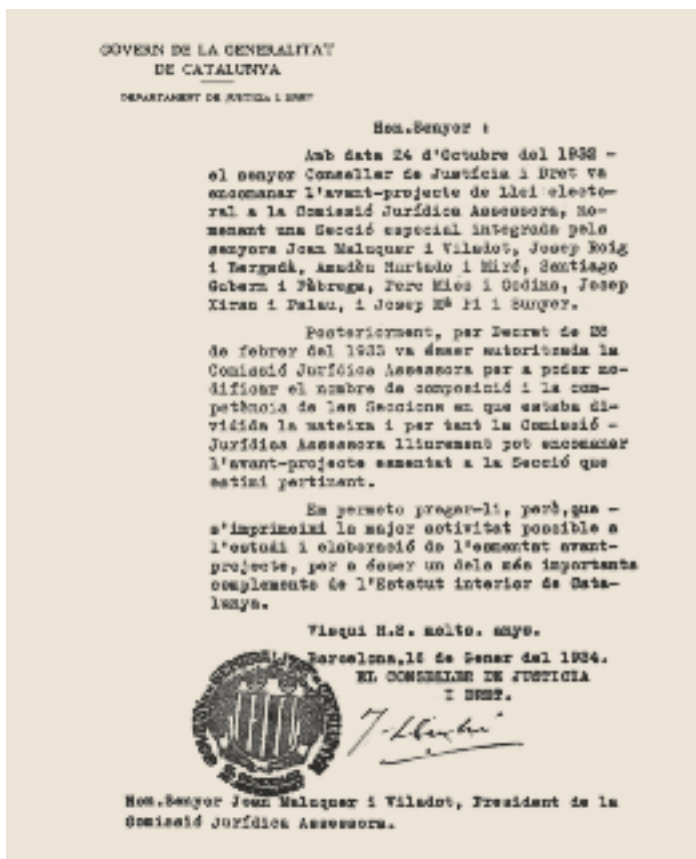 GOVERN DE LA GENERALITAT
DE CATALUNYA
DEPARTAMENT DE JUSTICIA I DRET
Hon.Senyor :
Amb data 24 d'Octubre del 1932 -
el senyor Conseller de Justícia i Dret va
encomanar l'avant-projecte de Llei electo-
ral a la Comissió Jurídica Assessora, no-
menant una Secció especial integrada pels
senyors Joan Maluquer i Viladot, Josep Roig
i Bergadà, Amadeu Hurtado i Miró, Santiago
Gubern i Fàbrega, Pere Mies i Codina, Josep
Xirau i Palau, i Josep Mª Pi i Sunyer.
Posteriorment, per Decret de 28
de febrer del 1933 va ésser autoritzada la
Comissió Jurídica Assessora per a poder mo-
dificar el nombre de composició i la com-
petència de les Seccions en que estaba di-
vidida la mateixa i per tant la Comissió -
Jurídica Assessora lliurement pot encomanar
l'avant-projecte esmentat a la Secció que
estimi pertinent.
Em permeto pregar-li, però,que -
s'imprimeixi la major activitat possible a
l'estudi i elaboració de l'esmentat avant-
projecte, per a ésser un dels més importants
complements de l'Estatut interior de Cata-
lunya.
Visqui H.S. molts. anys.
Barcelona,15 de Gener del 1934.
EL CONSELLER DE JUSTICIA
I DRET.
Hon.Senyor Joan Maluquer i Viladot, President de la
Comissió Jurídica Assessora.